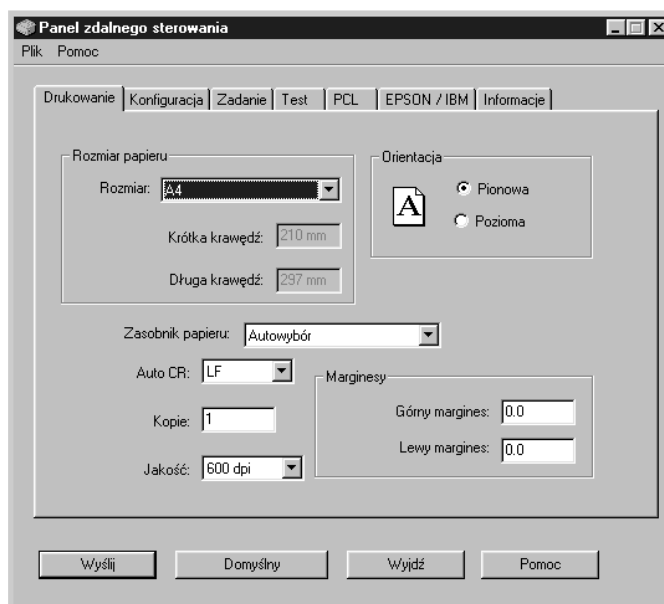 Panel zdalnego sterowania
Plik Pomoc
Drukowanie Konfiguracja Zadanie Test PCL EPSON / IBM Informacje
Rozmiar papieru
Rozmiar: A4
Krótka krawędź: 210 mm
Długa krawędź: 297 mm
Orientacja
A
Pionowa
Pozioma
Zasobnik papieru: Autowybór
Auto CR: LF
Kopie: 1
Jakość: 600 dpi
Marginesy
Górny margines: 0.0
Lewy margines: 0.0
Wyślij Domyślny Wyjdź Pomoc